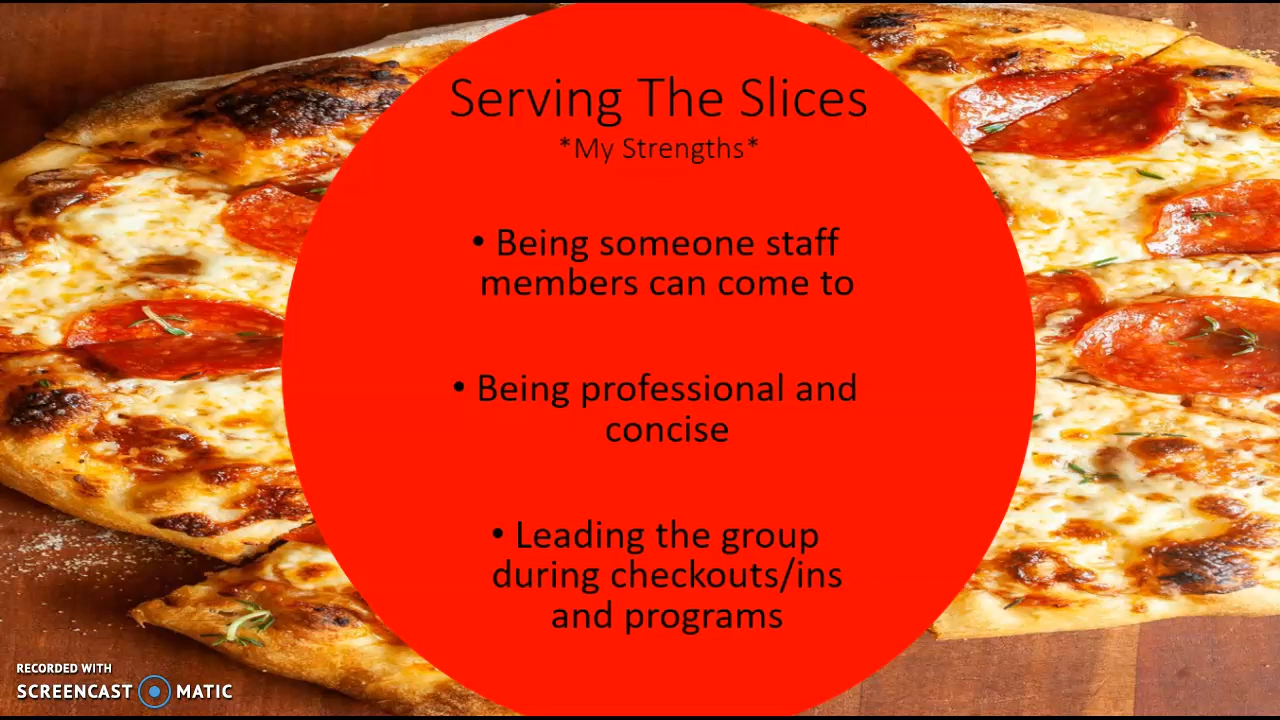 Serving The Slices
*My Strengths*
• Being someone staff
members can come to
• Being professional and
concise
• Leading the group
during checkouts/ins
and programs
RECORDED WITH
SCREENCAST MATIC